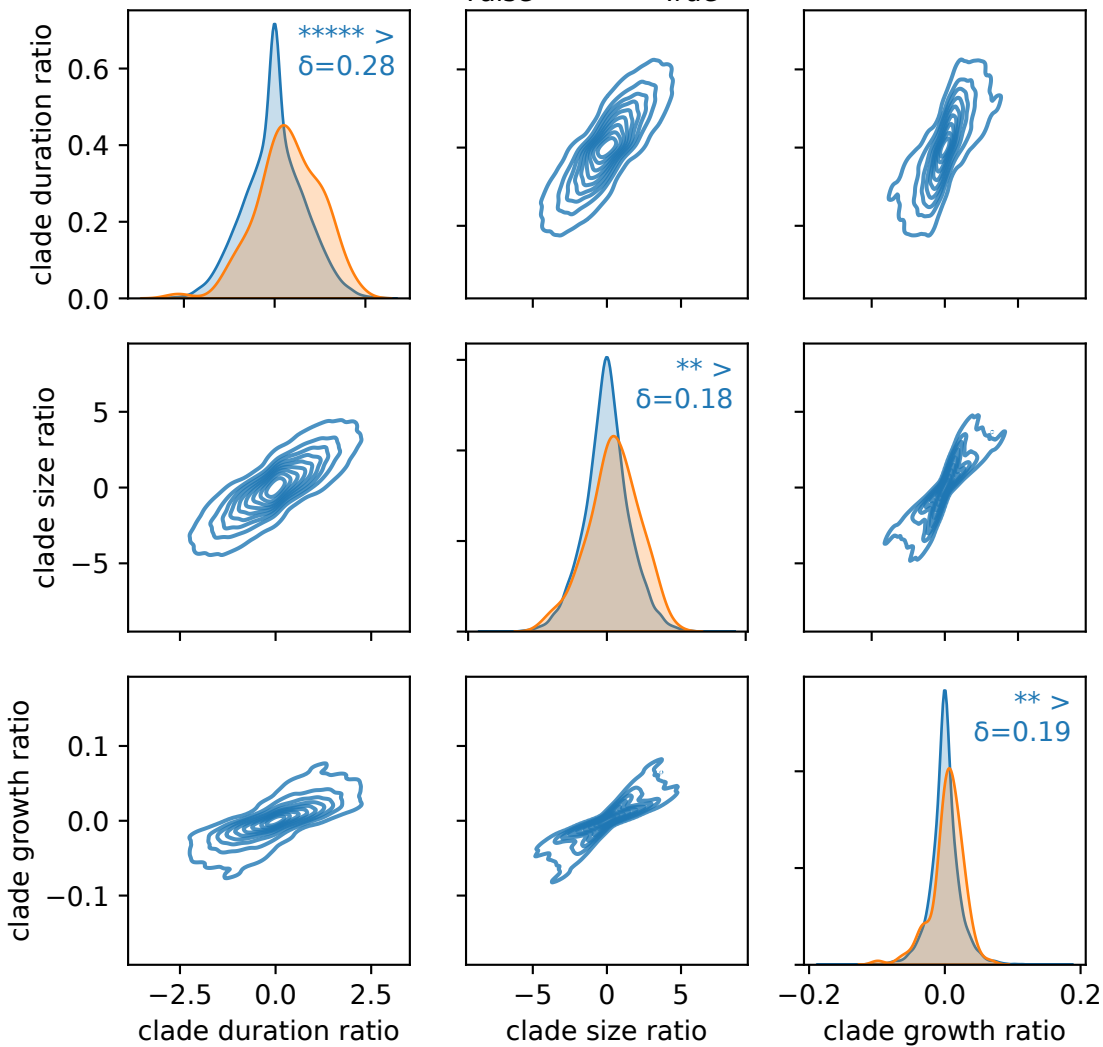 ***** >
δ=0.28
0.6
0.4
0.2
0.0
clade duration ratio
** >
δ=0.18
5
0
−5
clade size ratio
** >
δ=0.19
0.1
0.0
−0.1
clade growth ratio
−2.5 0.0 2.5
−5 0 5
−0.2 0.0 0.2
clade duration ratio
clade size ratio
clade growth ratio